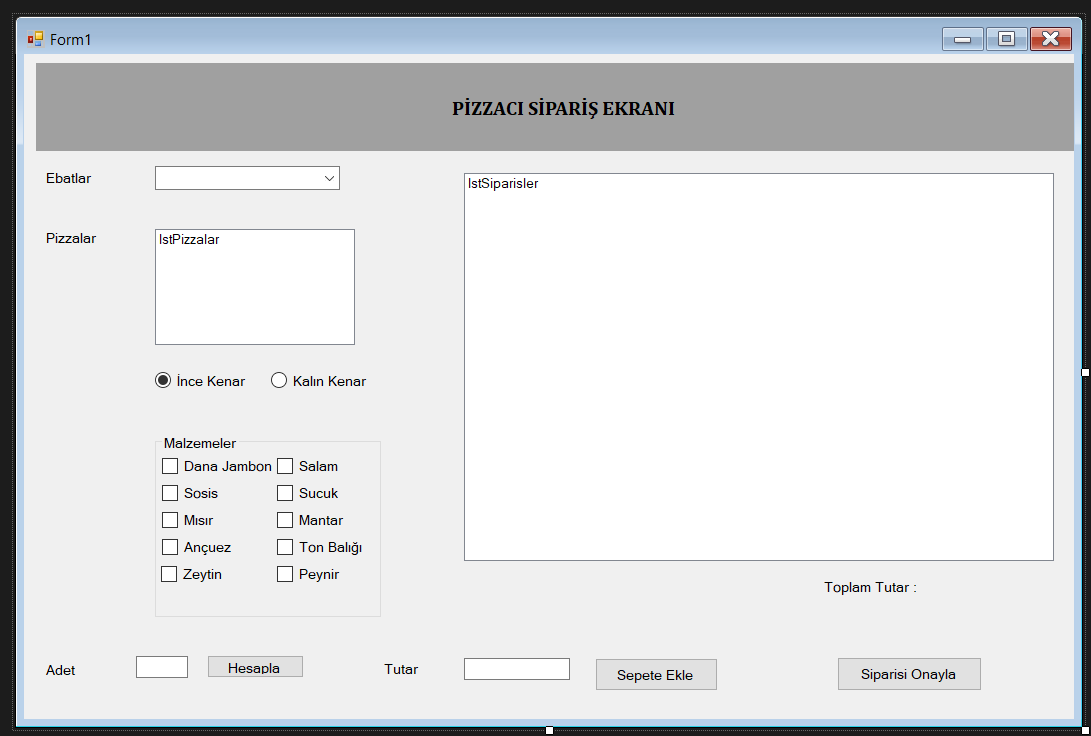 Form1
PİZZACI SİPARİŞ EKRANI
Ebatlar
lstSiparisler
Pizzalar
lstPizzalar
İnce Kenar
Kalın Kenar
Malzemeler
Dana Jambon
Salam
Sosis
Sucuk
Mısır
Mantar
Ançuez
Ton Balığı
Zeytin
Peynir
Toplam Tutar :
Adet
Hesapla
Tutar
Sepete Ekle
Siparisi Onayla